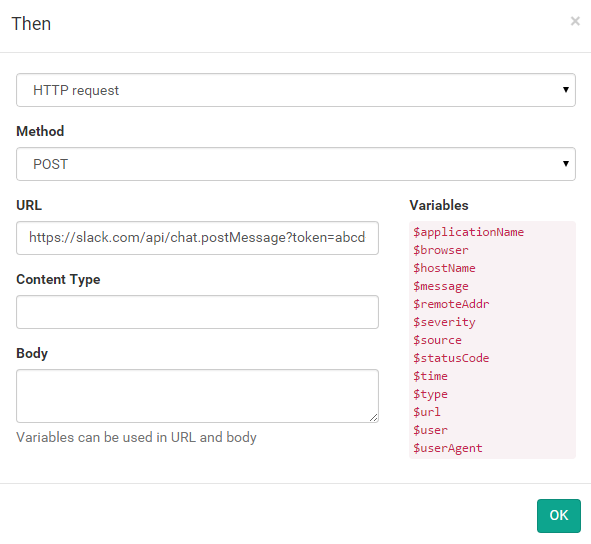 Then
×
HTTP request
Method
POST
URL
https://slack.com/api/chat.postMessage?token=abcd
Content Type
Body
Variables can be used in URL and body
Variables
$applicationName
$browser
$hostName
$message
$remoteAddr
$severity
$source
$statusCode
$time
$type
$url
$user
$userAgent
OK